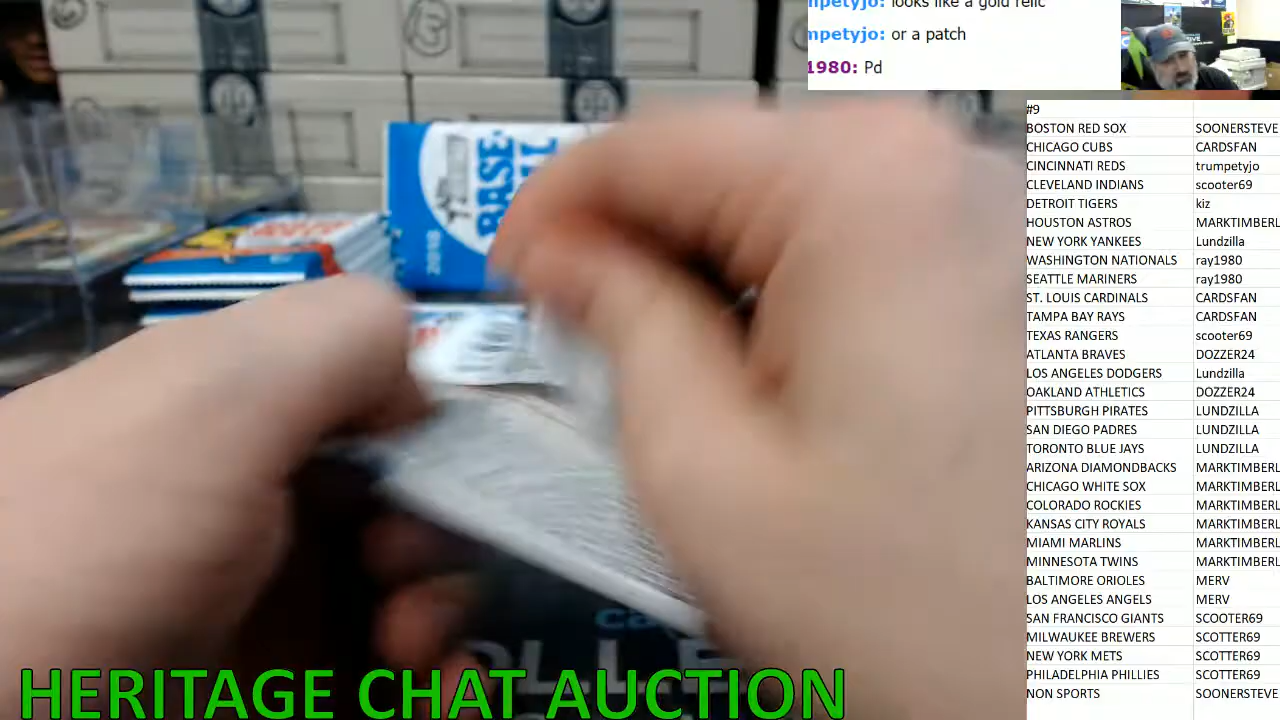 mpetyjo: looks like a gold relic
mpetyjo: or a patch
1980: Pd
#9
BOSTON RED SOX SOONERSTEVE
CHICAGO CUBS CARDSFAN
CINCINNATI REDS trumpetyjo
CLEVELAND INDIANS scooter69
DETROIT TIGERS kiz
HOUSTON ASTROS MARKTIMBERL
NEW YORK YANKEES Lundzilla
WASHINGTON NATIONALS ray1980
SEATTLE MARINERS ray1980
ST. LOUIS CARDINALS CARDSFAN
TAMPA BAY RAYS CARDSFAN
TEXAS RANGERS scooter69
ATLANTA BRAVES DOZZER24
LOS ANGELES DODGERS Lundzilla
OAKLAND ATHLETICS DOZZER24
PITTSBURGH PIRATES LUNDZILLA
SAN DIEGO PADRES LUNDZILLA
TORONTO BLUE JAYS LUNDZILLA
ARIZONA DIAMONDBACKS MARKTIMBERL
CHICAGO WHITE SOX MARKTIMBERL
COLORADO ROCKIES MARKTIMBERL
KANSAS CITY ROYALS MARKTIMBERL
MIAMI MARLINS MARKTIMBERL
MINNESOTA TWINS MARKTIMBERL
BALTIMORE ORIOLES MERV
LOS ANGELES ANGELS MERV
SAN FRANCISCO GIANTS SCOOTER69
MILWAUKEE BREWERS SCOTTER69
NEW YORK METS SCOTTER69
PHILADELPHIA PHILLIES SCOTTER69
NON SPORTS SOONERSTEVE
BASE
HERITAGE CHAT AUCTION